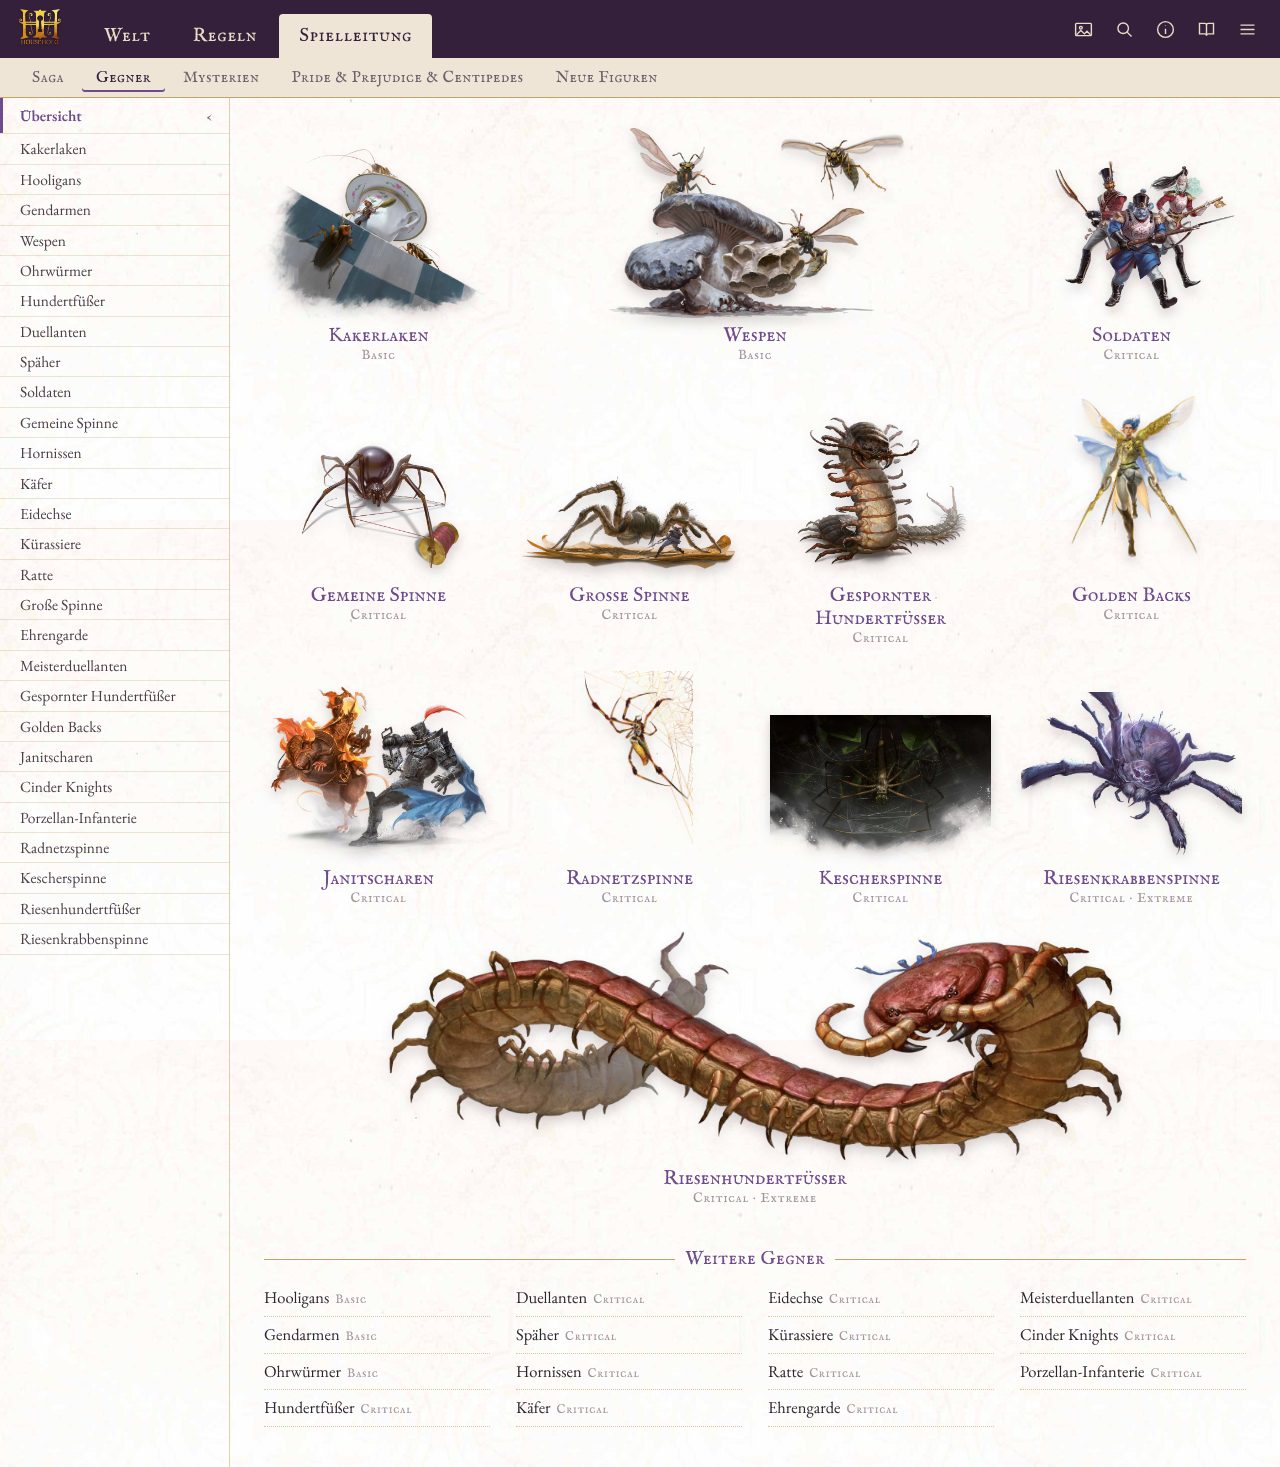 HOUSEHOLD
Welt
Regeln
Spielleitung
Saga
Gegner
Mysterien
Pride & Prejudice & Centipedes
Neue Figuren
Übersicht
Kakerlaken
Hooligans
Gendarmen
Wespen
Ohrwürmer
Hundertfüßer
Duellanten
Späher
Soldaten
Gemeine Spinne
Hornissen
Käfer
Eidechse
Kürassiere
Ratte
Große Spinne
Ehrengarde
Meisterduellanten
Gespornter Hundertfüßer
Golden Backs
Janitscharen
Cinder Knights
Porzellan-Infanterie
Radnetzspinne
Kescherspinne
Riesenhundertfüßer
Riesenkrabbenspinne
Kakerlaken
Basic
Wespen
Basic
Soldaten
Critical
Gemeine Spinne
Critical
Grosse Spinne
Critical
Gespornter
Hundertfüsser
Critical
Golden Backs
Critical
Janitscharen
Critical
Radnetzspinne
Critical
Kescherspinne
Critical
Riesenkrabbenspinne
Critical · Extreme
Riesenhundertfüsser
Critical · Extreme
Weitere Gegner
Hooligans Basic
Gendarmen Basic
Ohrwürmer Basic
Hundertfüßer Critical
Duellanten Critical
Späher Critical
Hornissen Critical
Käfer Critical
Eidechse Critical
Kürassiere Critical
Ratte Critical
Ehrengarde Critical
Meisterduellanten Critical
Cinder Knights Critical
Porzellan-Infanterie Critical